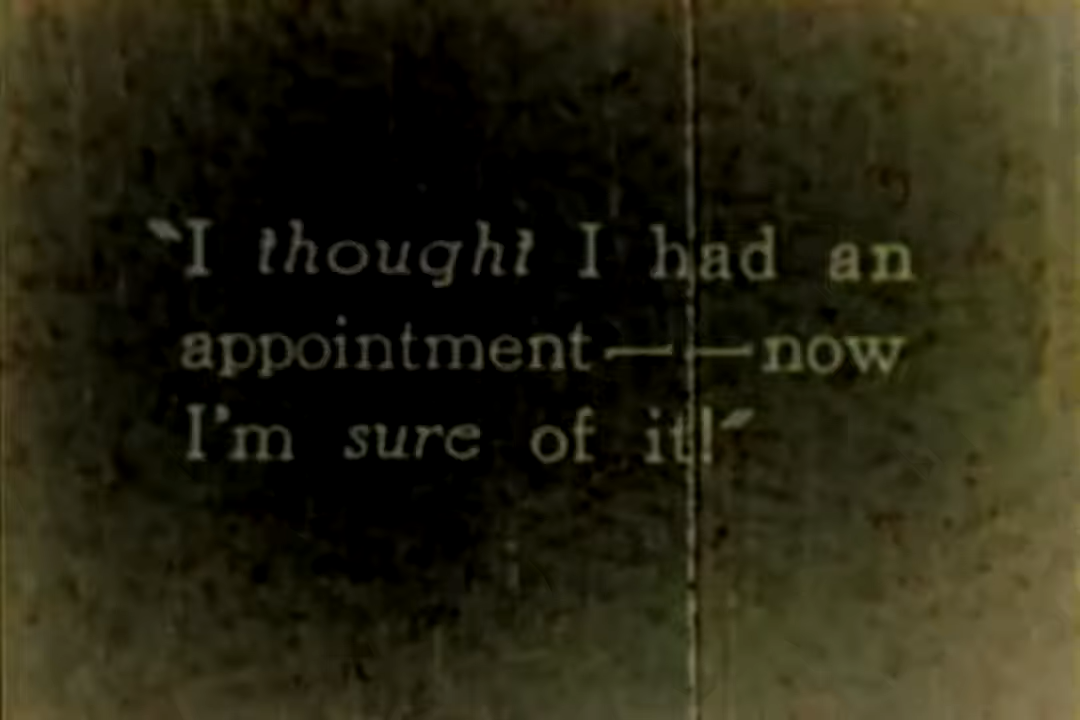 “I thought I had an
appointment——now
I'm sure of it!”